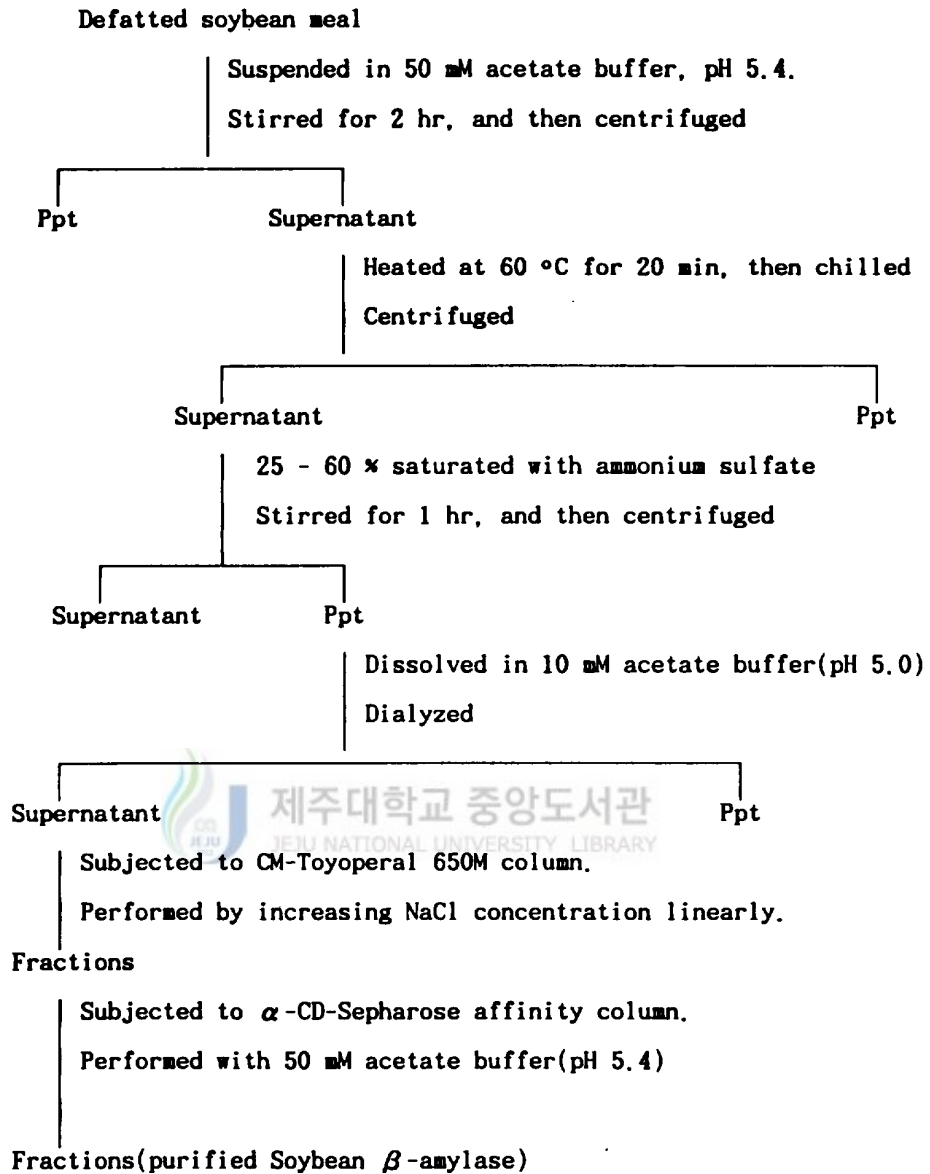 Defatted soybean meal
Suspended in 50 mM acetate buffer, pH 5.4.
Stirred for 2 hr, and then centrifuged
Ppt Supernatant
Heated at 60 °C for 20 min, then chilled
Centrifuged
Supernatant Ppt
25 - 60 % saturated with ammonium sulfate
Stirred for 1 hr, and then centrifuged
Supernatant Ppt
Dissolved in 10 mM acetate buffer(pH 5.0)
Dialyzed
제주대학교 중앙도서관
JEJU NATIONAL UNIVERSITY LIBRARY
Supernatant Ppt
Subjected to CM-Toyoperal 650M column.
Performed by increasing NaCl concentration linearly.
Fractions
Subjected to α-CD-Sepharose affinity column.
Performed with 50 mM acetate buffer(pH 5.4)
Fractions(purified Soybean β-amylase)